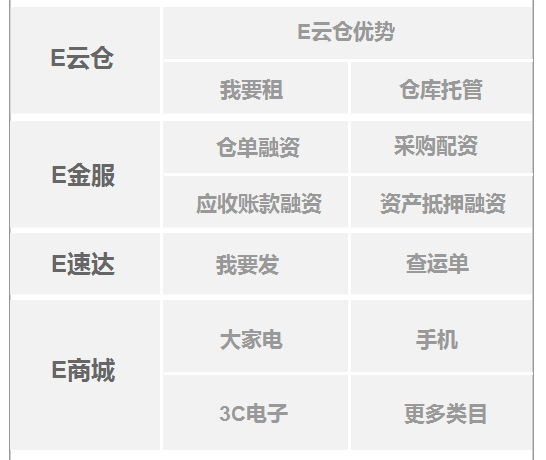 E云仓
E云仓优势
我要租 仓库托管
E金服
仓单融资 采购配资
应收账款融资 资产抵押融资
E速达
我要发 查运单
E商城
大家电 手机
3C电子 更多类目